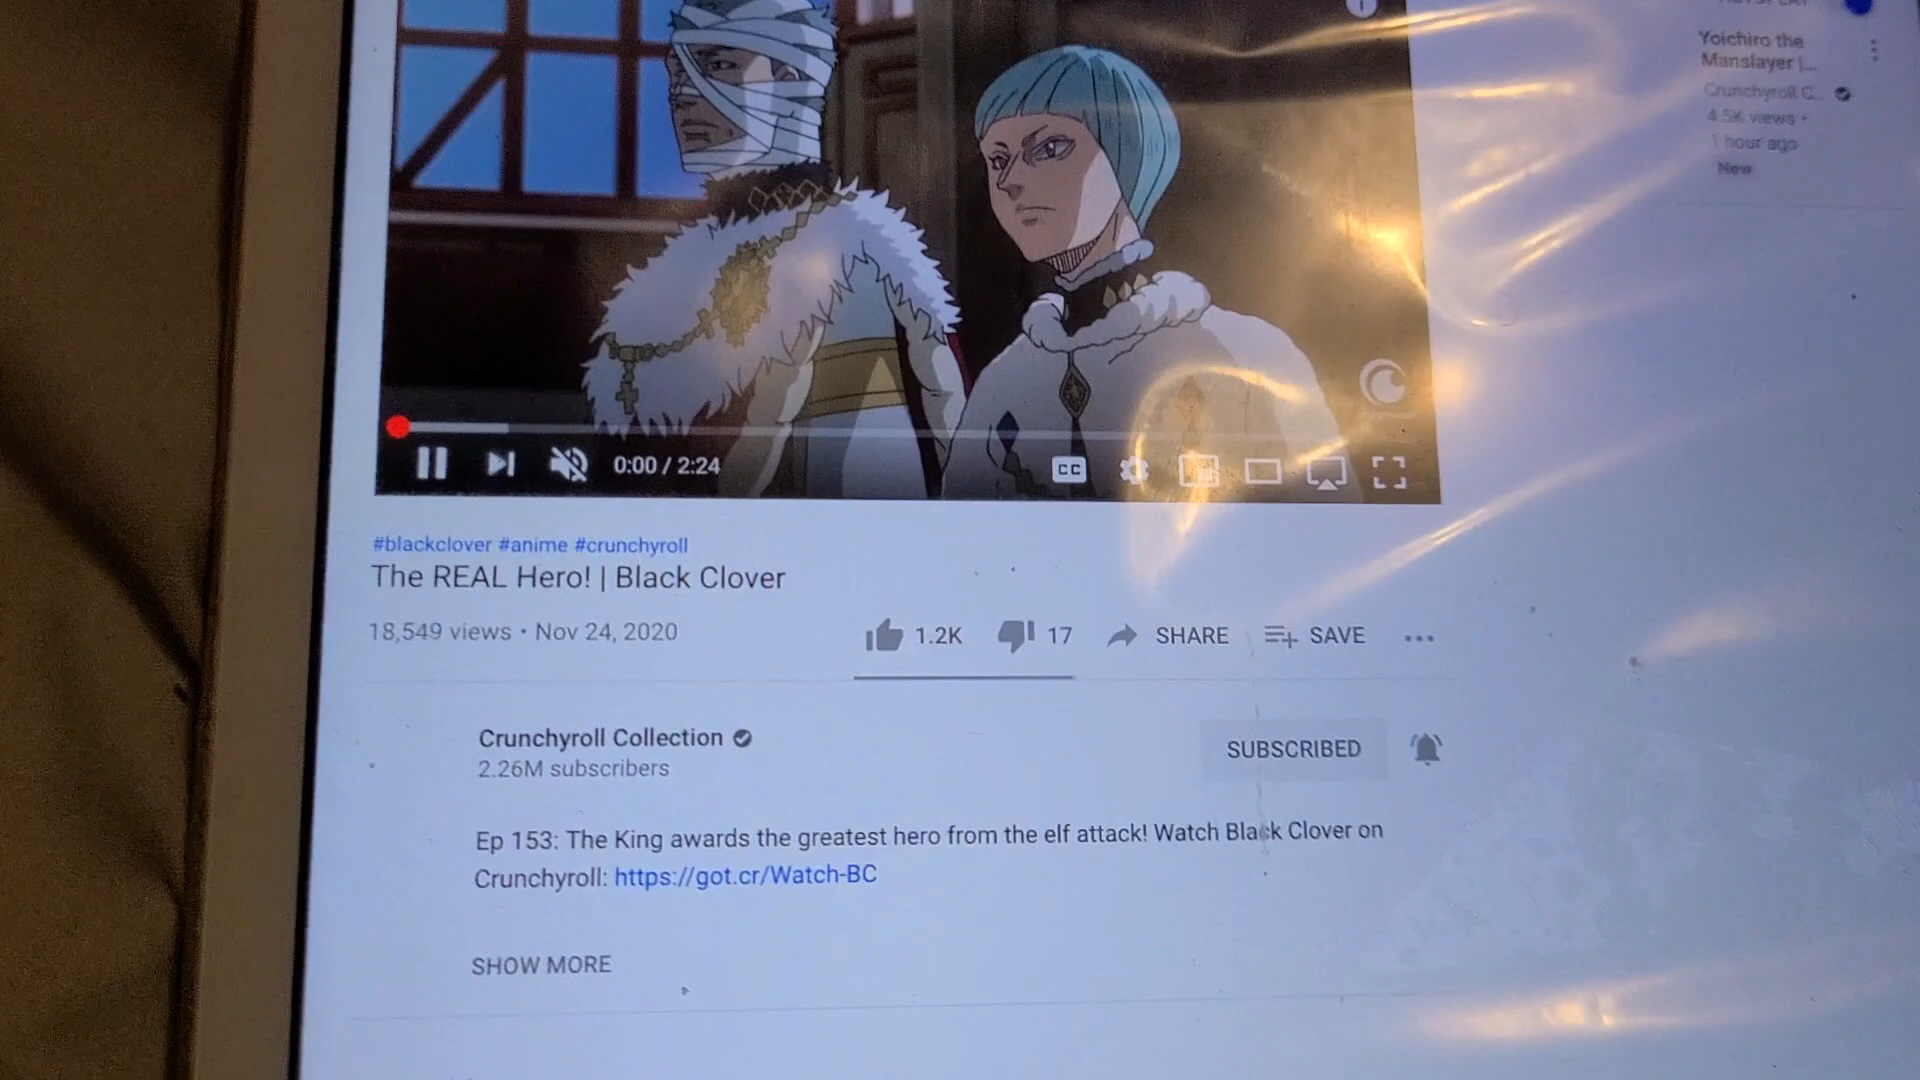 Yoichiro the
Manslayer |...
Crunchyroll C...
4.5K views •
1 hour ago
New
0:00 / 2:24
CC
#blackclover #anime #crunchyroll
The REAL Hero! | Black Clover
18,549 views • Nov 24, 2020
1.2K
17
SHARE
SAVE
Crunchyroll Collection
2.26M subscribers
SUBSCRIBED
Ep 153: The King awards the greatest hero from the elf attack! Watch Black Clover on
Crunchyroll: https://got.cr/Watch-BC
SHOW MORE